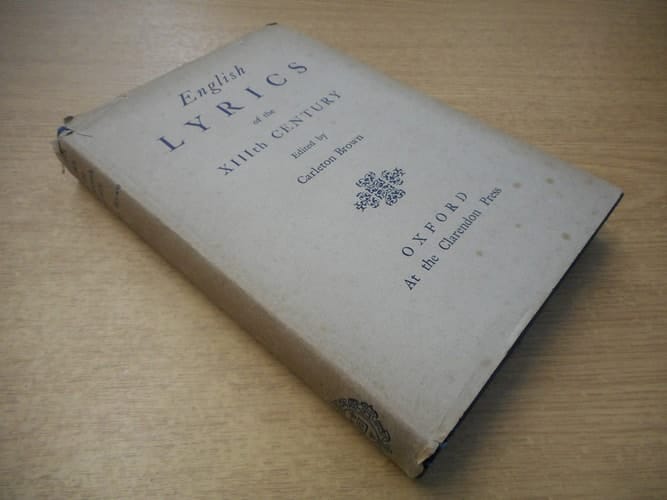 English
LYRICS
of the
XIIIth CENTURY
Edited by
Carleton Brown
OXFORD
At the Clarendon Press